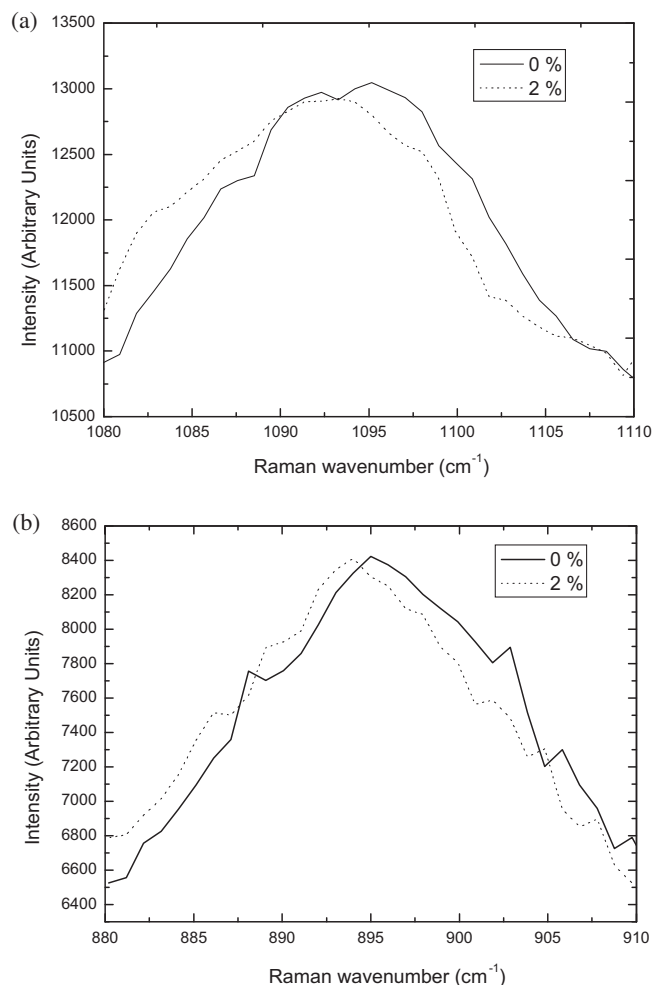 (a)
13500
13000
12500
12000
11500
11000
10500
Intensity (Arbitrary Units)
0 %
2 %
1080 1085 1090 1095 1100 1105 1110
Raman wavenumber (cm⁻¹)
(b)
8600
8400
8200
8000
7800
7600
7400
7200
7000
6800
6600
6400
Intensity (Arbitrary Units)
0 %
2 %
880 885 890 895 900 905 910
Raman wavenumber (cm⁻¹)